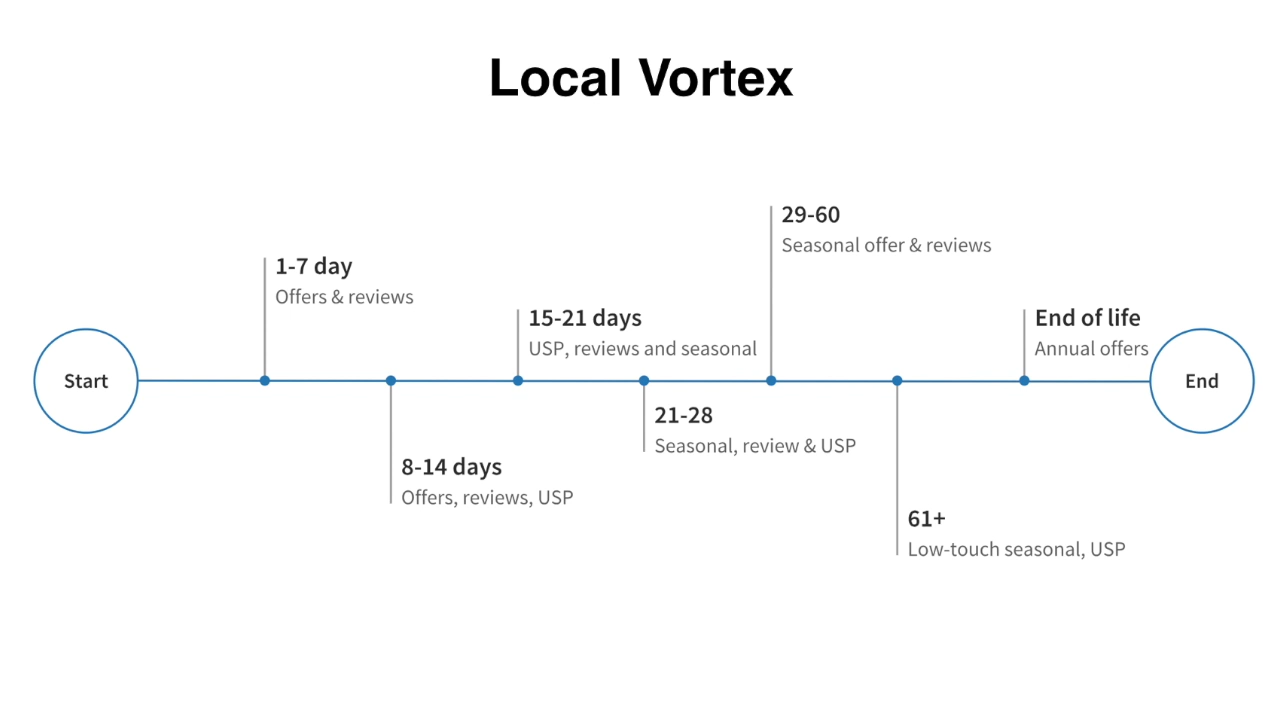 Local Vortex
29-60
Seasonal offer & reviews
1-7 day
Offers & reviews
15-21 days
USP, reviews and seasonal
End of life
Annual offers
Start
End
21-28
Seasonal, review & USP
8-14 days
Offers, reviews, USP
61+
Low-touch seasonal, USP